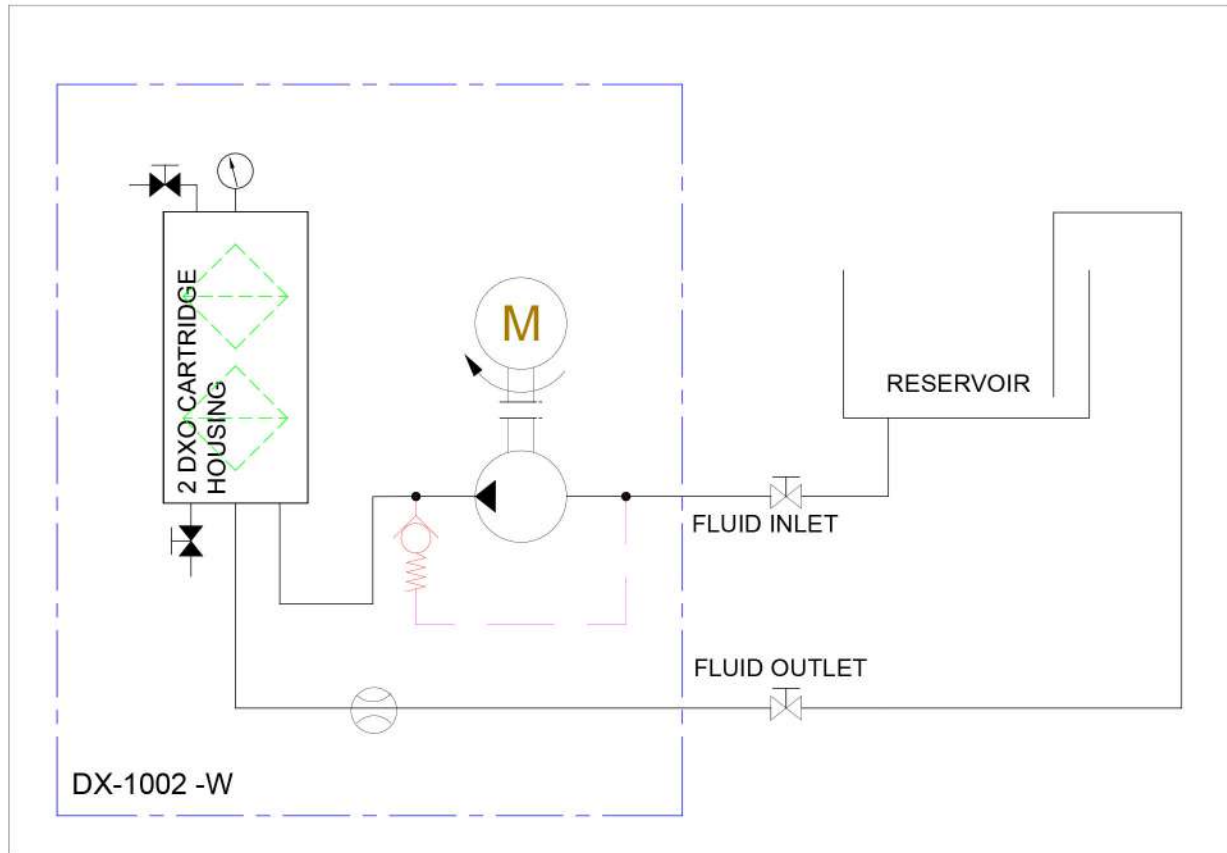 2 DXO CARTRIDGE
HOUSING
M
RESERVOIR
FLUID INLET
FLUID OUTLET
DX-1002 -W